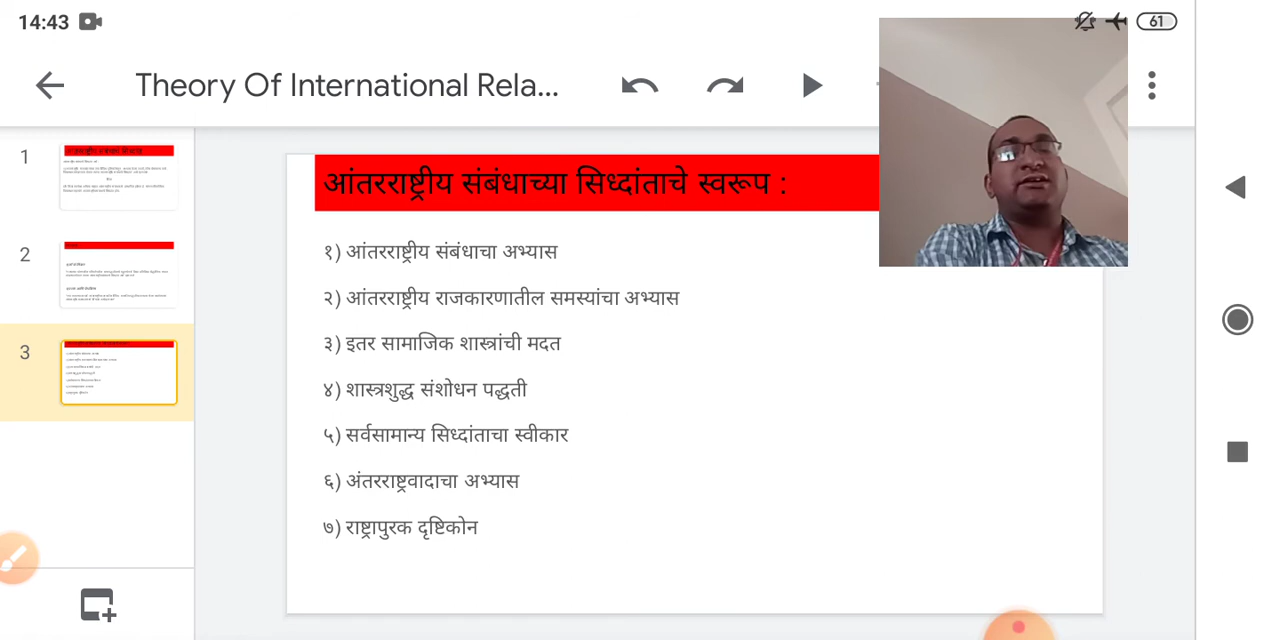 14:43
61
Theory Of International Rela...
1
2
3
आंतरराष्ट्रीय संबंधाच्या सिध्दांताचे स्वरूप :
१) आंतरराष्ट्रीय संबंधाचा अभ्यास
२) आंतरराष्ट्रीय राजकारणातील समस्यांचा अभ्यास
३) इतर सामाजिक शास्त्रांची मदत
४) शास्त्रशुद्ध संशोधन पद्धती
५) सर्वसामान्य सिध्दांताचा स्वीकार
६) अंतरराष्ट्रवादाचा अभ्यास
७) राष्ट्रापुरक दृष्टिकोन